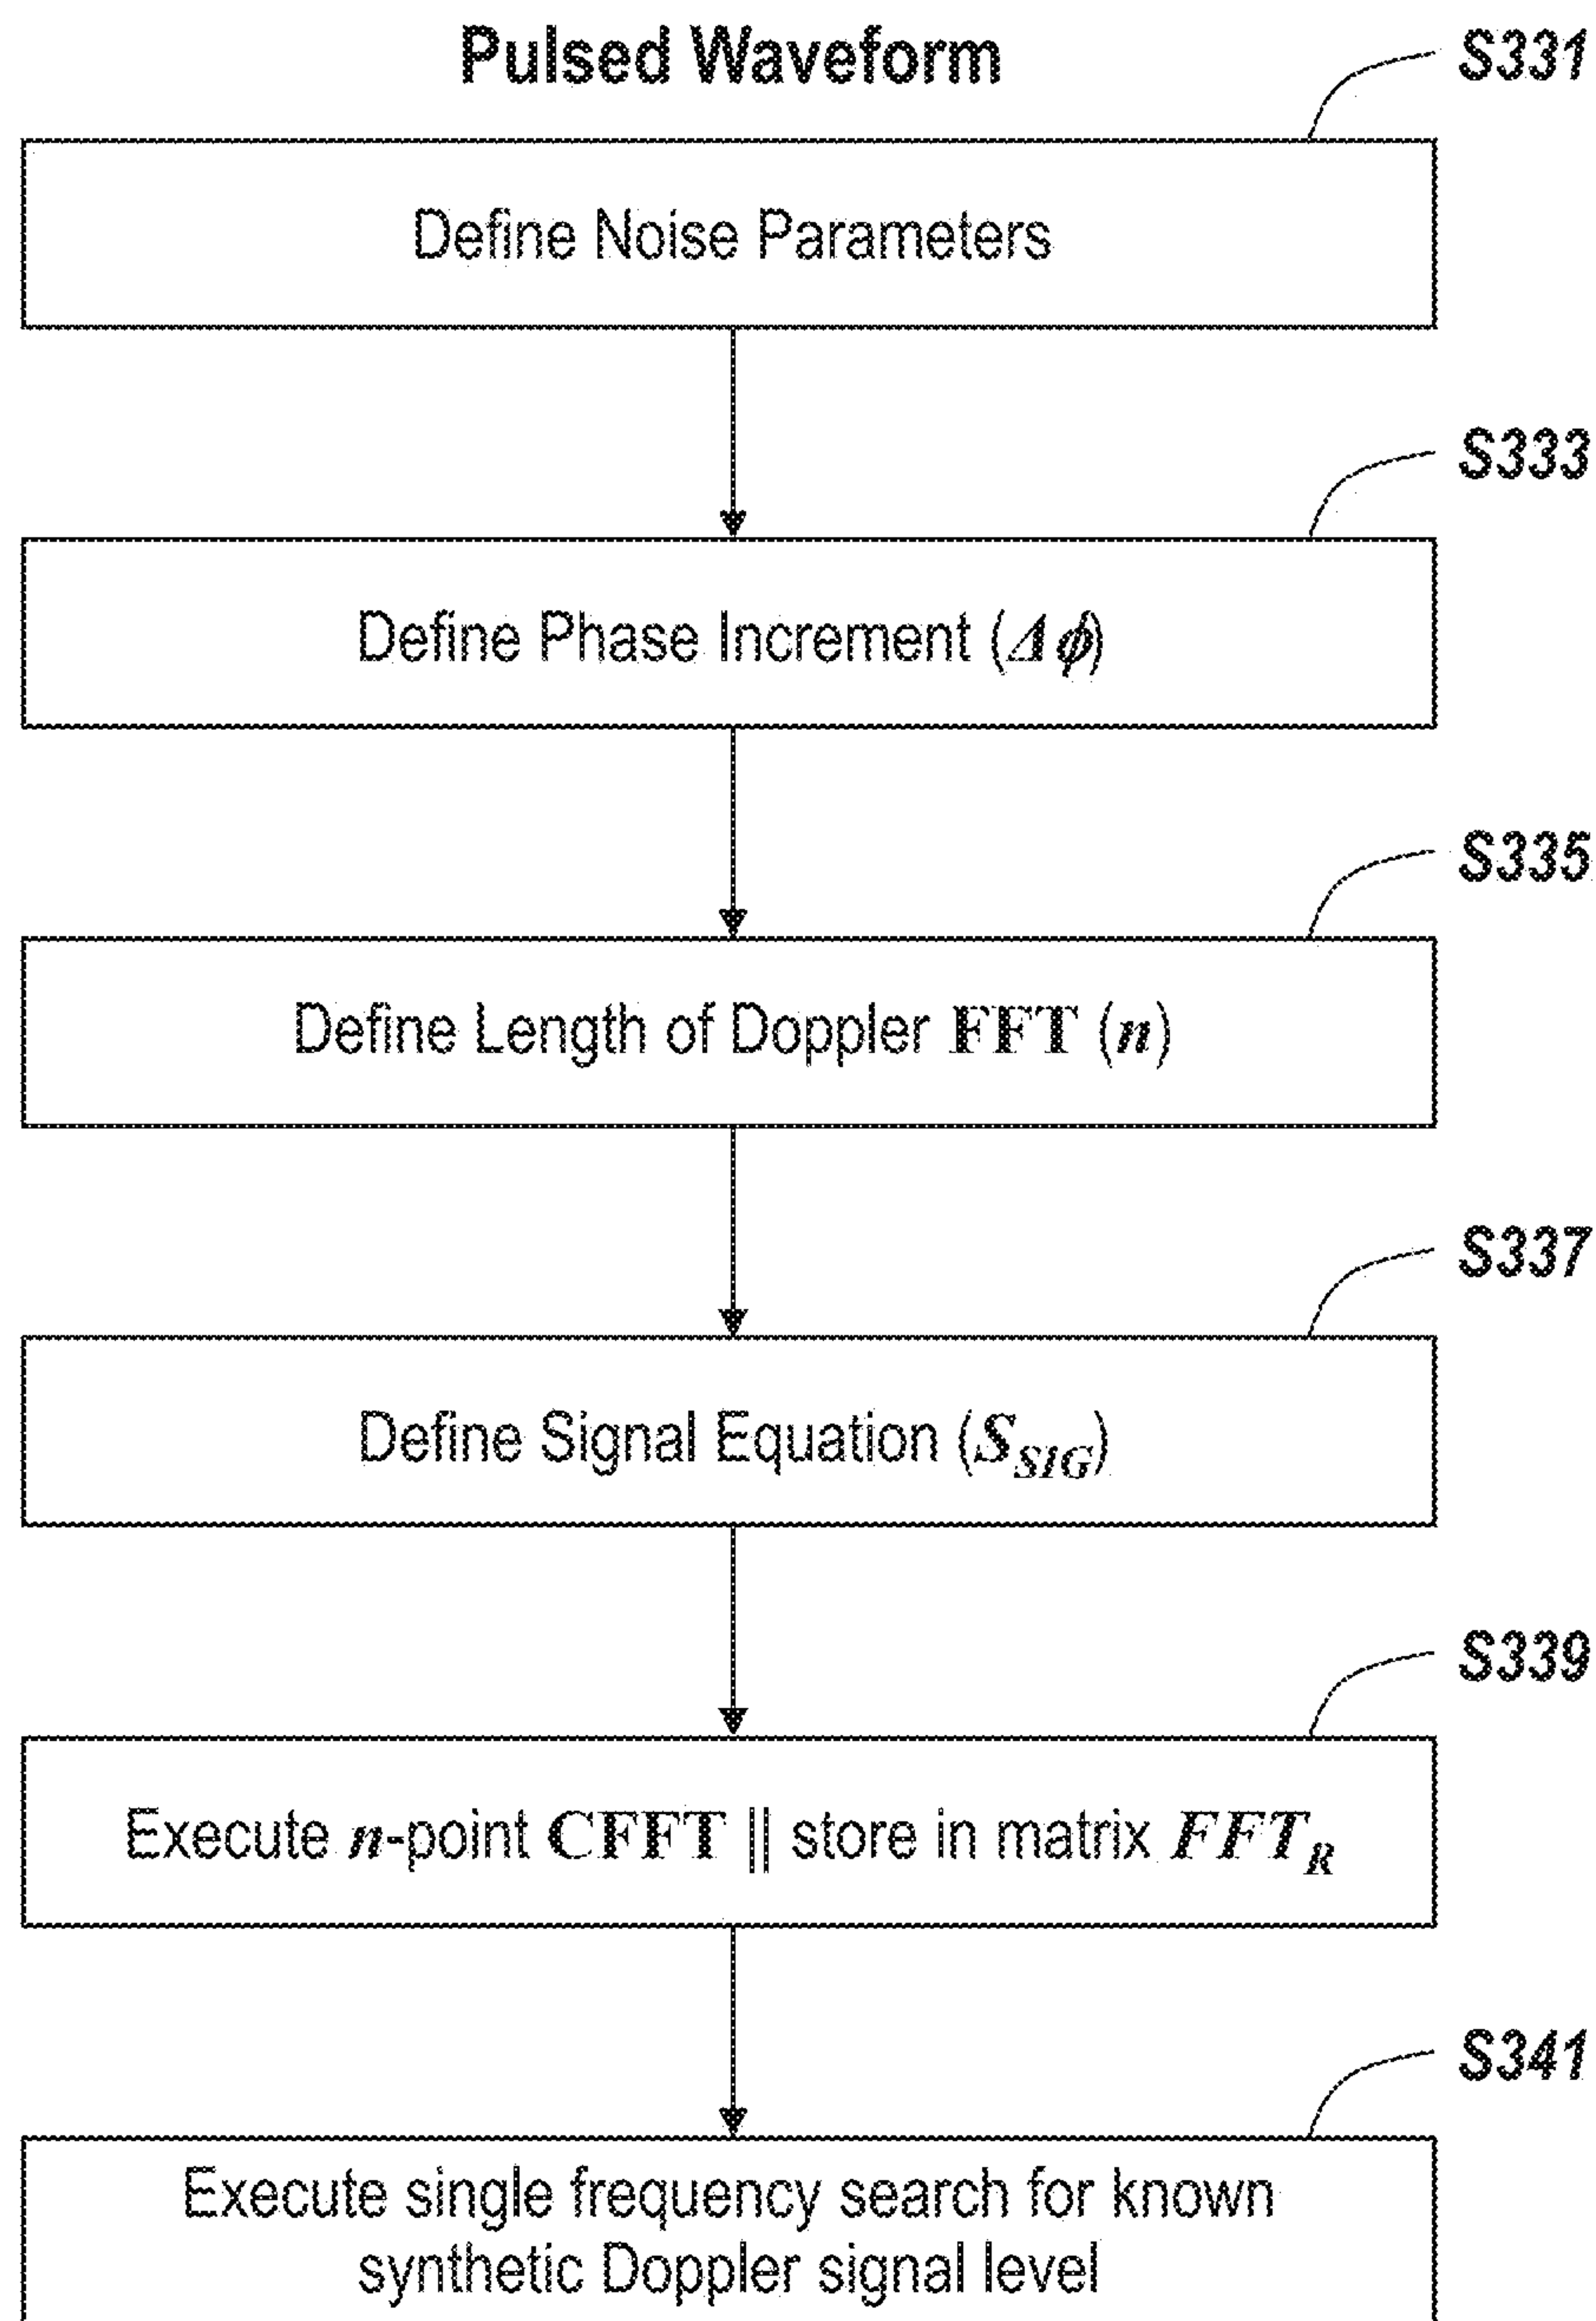 Pulsed Waveform
S331
Define Noise Parameters
S333
Define Phase Increment (Δϕ)
S335
Define Length of Doppler FFT (n)
S337
Define Signal Equation (S_SIG)
S339
Execute n-point CFFT || store in matrix FFT_R
S341
Execute single frequency search for known
synthetic Doppler signal level